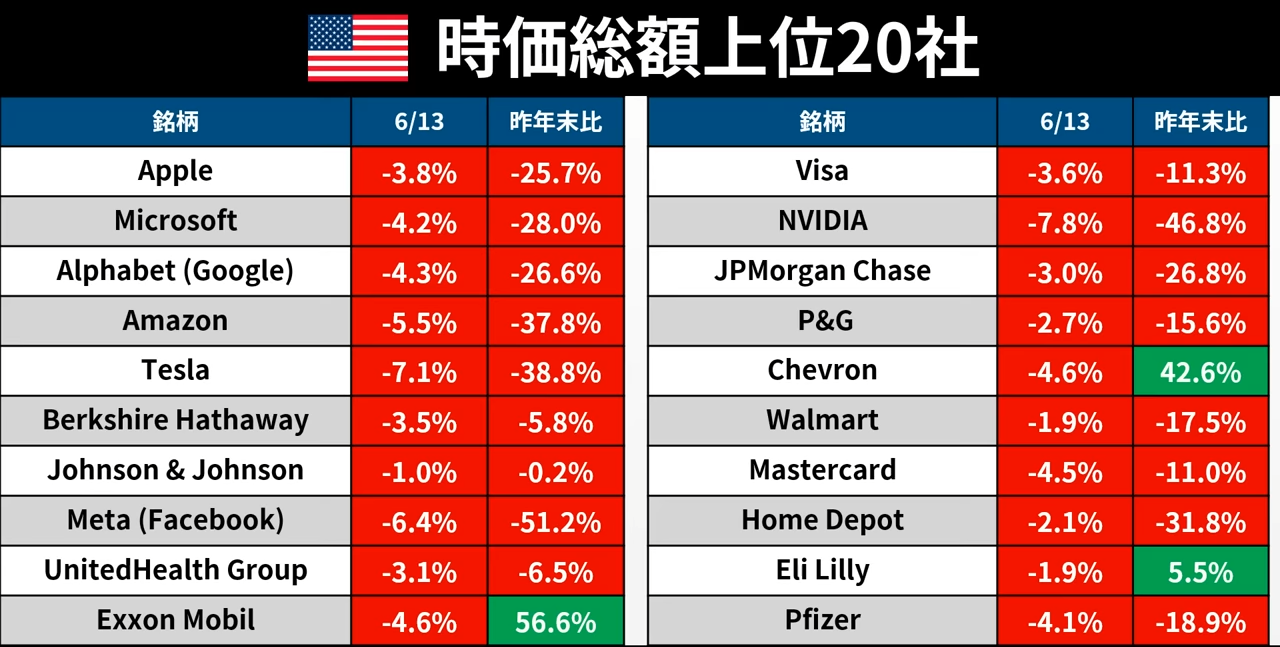 時価総額上位20社
銘柄 6/13 昨年末比
Apple -3.8% -25.7%
Microsoft -4.2% -28.0%
Alphabet (Google) -4.3% -26.6%
Amazon -5.5% -37.8%
Tesla -7.1% -38.8%
Berkshire Hathaway -3.5% -5.8%
Johnson & Johnson -1.0% -0.2%
Meta (Facebook) -6.4% -51.2%
UnitedHealth Group -3.1% -6.5%
Exxon Mobil -4.6% 56.6%
銘柄 6/13 昨年末比
Visa -3.6% -11.3%
NVIDIA -7.8% -46.8%
JPMorgan Chase -3.0% -26.8%
P&G -2.7% -15.6%
Chevron -4.6% 42.6%
Walmart -1.9% -17.5%
Mastercard -4.5% -11.0%
Home Depot -2.1% -31.8%
Eli Lilly -1.9% 5.5%
Pfizer -4.1% -18.9%